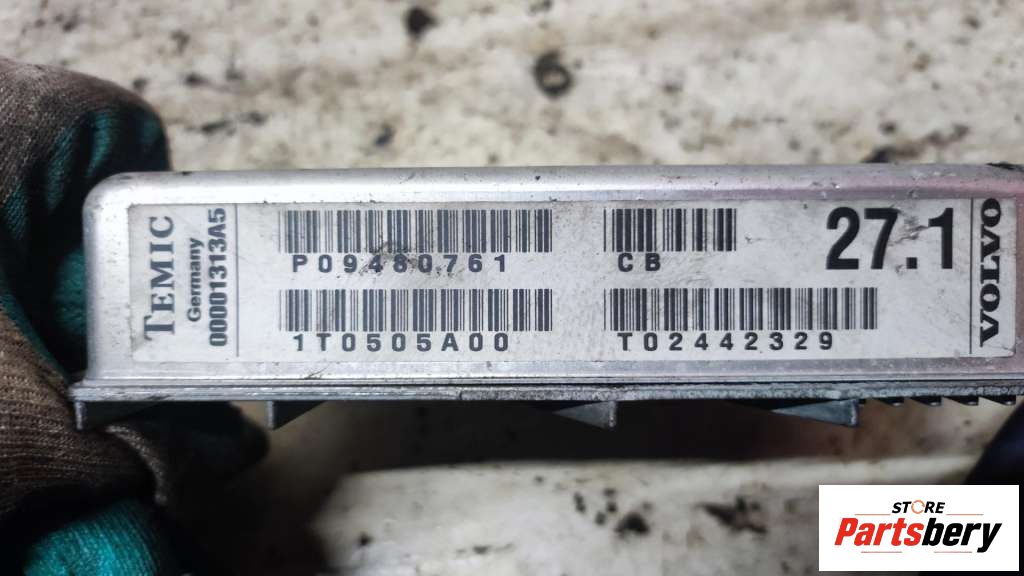 TEMIC
Germany
00001313A5
P09480761
CB
27.1
1T0505A00
T02442329
VOLVO
STORE
Partsbery